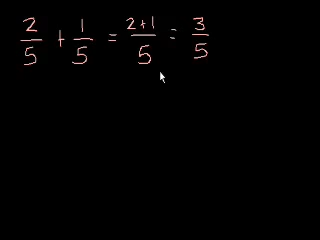 2/5 + 1/5 = 2+1/5 = 3/5